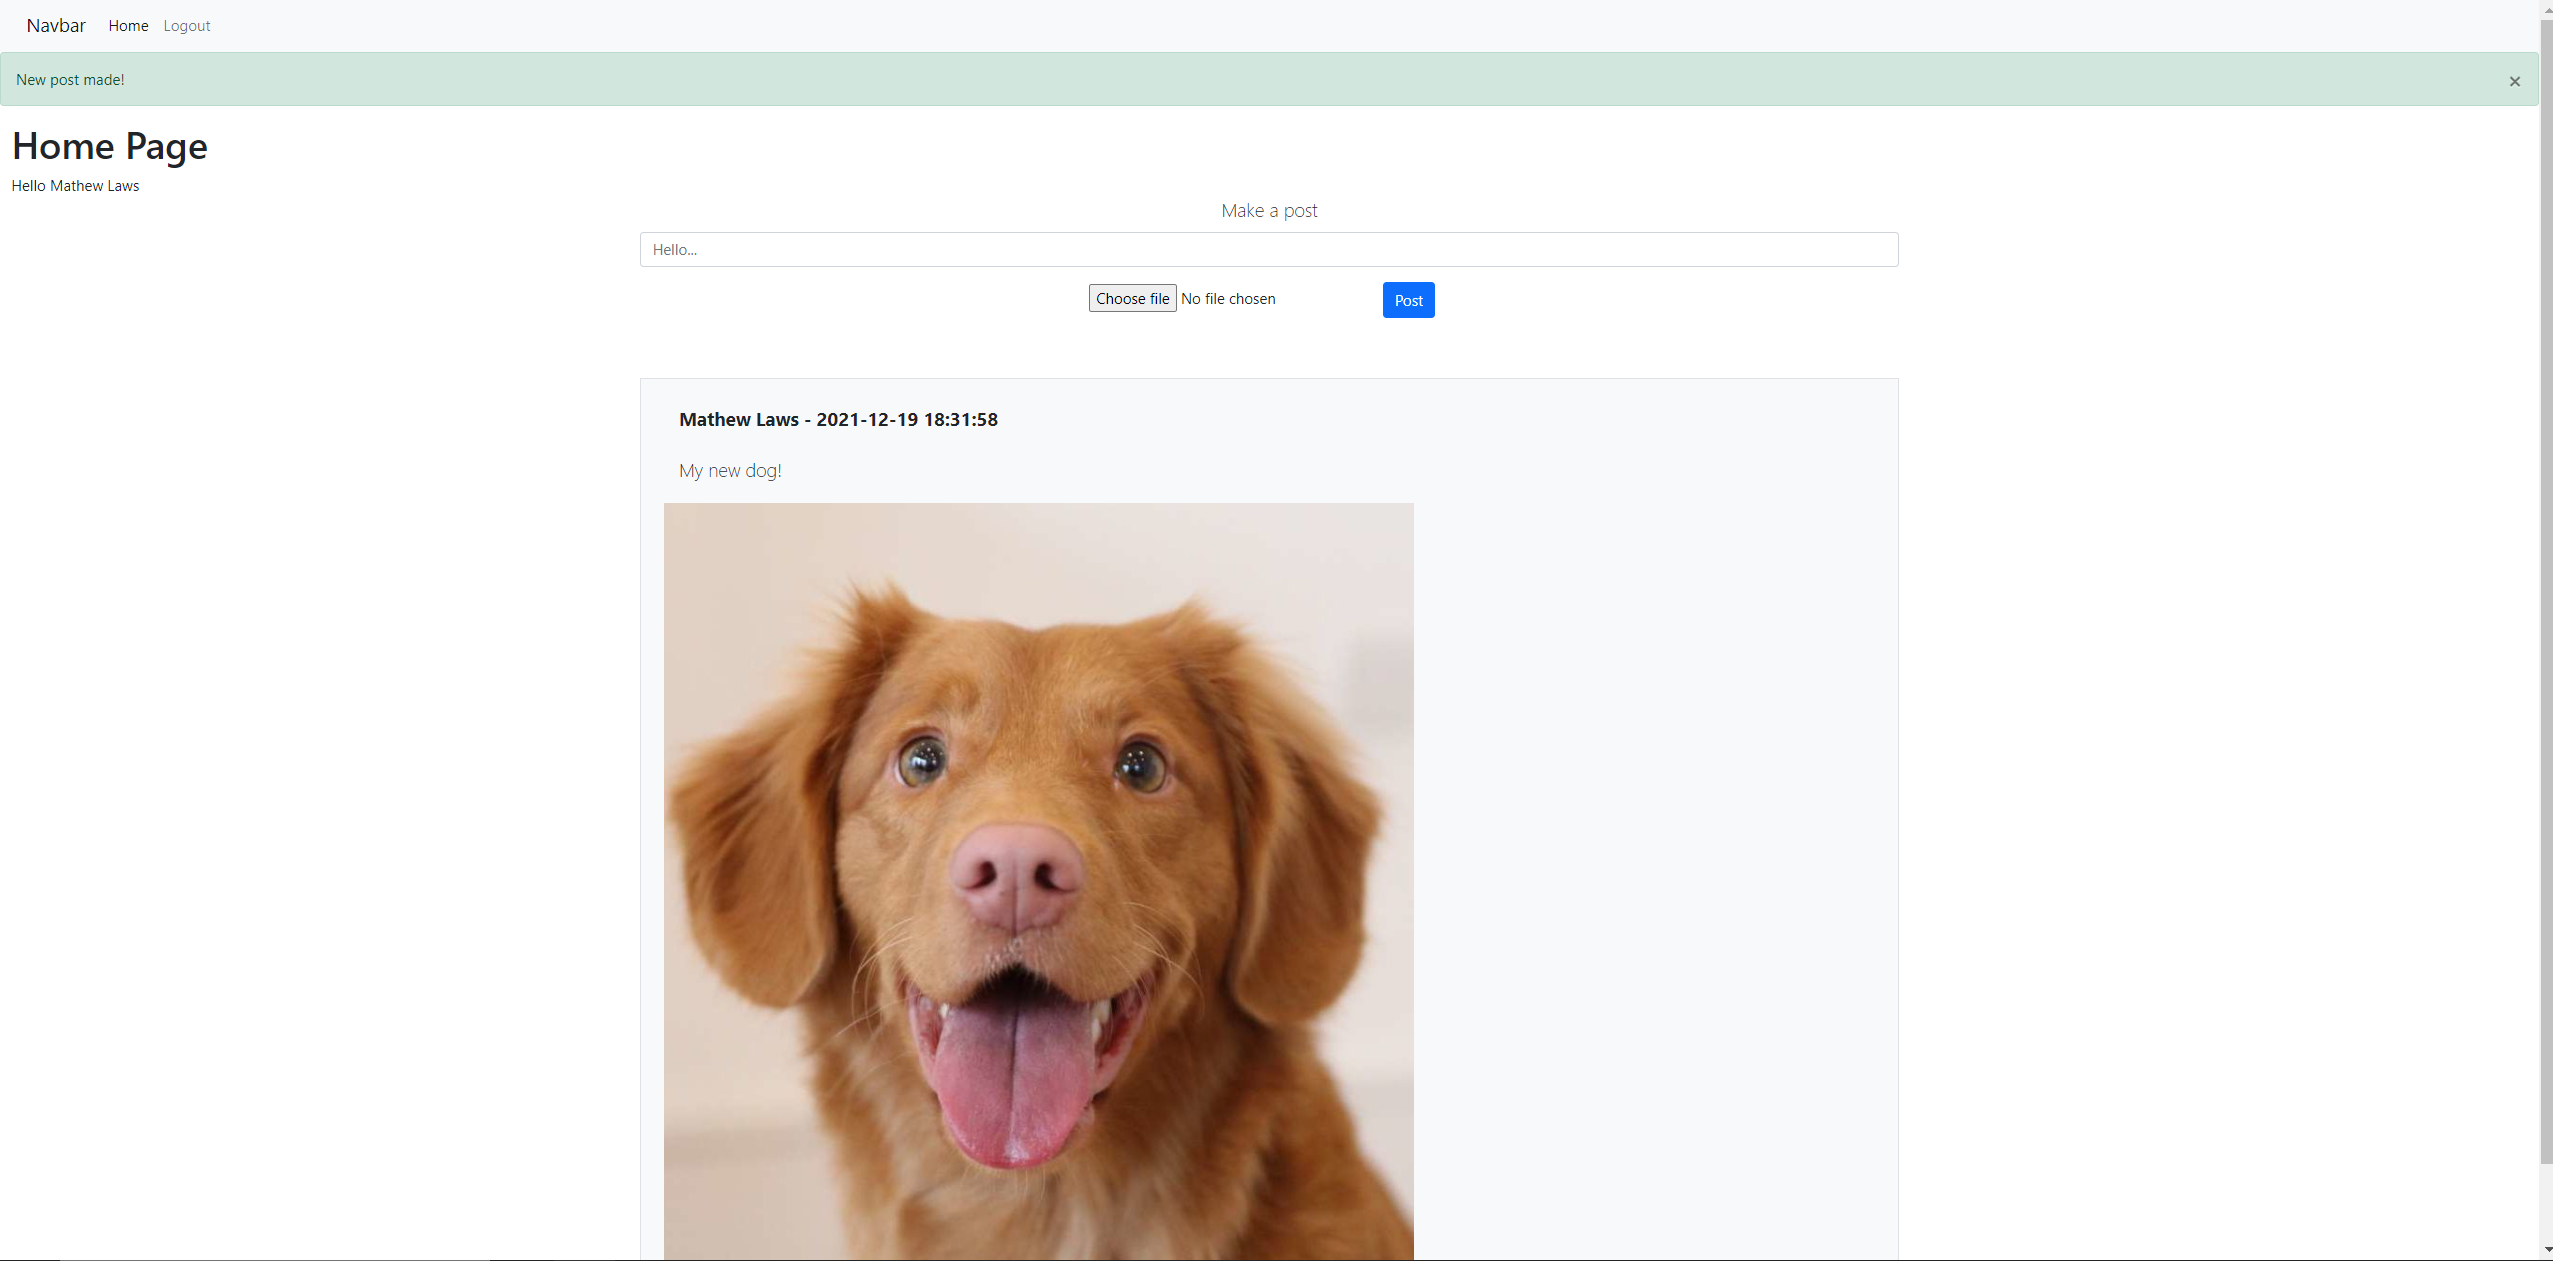 Navbar Home Logout
New post made! ×
Home Page
Hello Mathew Laws
Make a post
Hello...
Choose file No file chosen Post
Mathew Laws - 2021-12-19 18:31:58
My new dog!